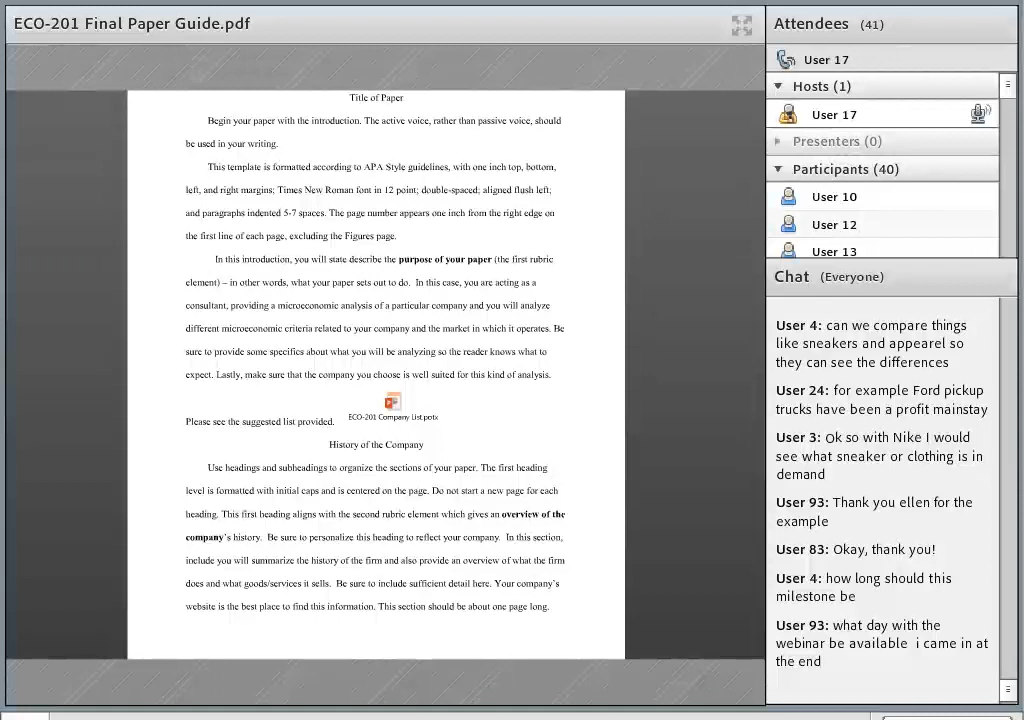 ECO-201 Final Paper Guide.pdf
Title of Paper
Begin your paper with the introduction. The active voice, rather than passive voice, should
be used in your writing.
This template is formatted according to APA Style guidelines, with one inch top, bottom,
left, and right margins; Times New Roman font in 12 point; double-spaced; aligned flush left;
and paragraphs indented 5-7 spaces. The page number appears one inch from the right edge on
the first line of each page, excluding the Figures page.
In this introduction, you will state describe the purpose of your paper (the first rubric
element) – in other words, what your paper sets out to do. In this case, you are acting as a
consultant, providing a microeconomic analysis of a particular company and you will analyze
different microeconomic criteria related to your company and the market in which it operates. Be
sure to provide some specifics about what you will be analyzing so the reader knows what to
expect. Lastly, make sure that the company you choose is well suited for this kind of analysis.
Please see the suggested list provided.
ECO-201 Company List.potx
History of the Company
Use headings and subheadings to organize the sections of your paper. The first heading
level is formatted with initial caps and is centered on the page. Do not start a new page for each
heading. This first heading aligns with the second rubric element which gives an overview of the
company's history. Be sure to personalize this heading to reflect your company. In this section,
include you will summarize the history of the firm and also provide an overview of what the firm
does and what goods/services it sells. Be sure to include sufficient detail here. Your company's
website is the best place to find this information. This section should be about one page long.
Attendees (41)
User 17
Hosts (1)
User 17
Presenters (0)
Participants (40)
User 10
User 12
User 13
Chat (Everyone)
User 4: can we compare things
like sneakers and appearel so
they can see the differences
User 24: for example Ford pickup
trucks have been a profit mainstay
User 3: Ok so with Nike I would
see what sneaker or clothing is in
demand
User 93: Thank you ellen for the
example
User 83: Okay, thank you!
User 4: how long should this
milestone be
User 93: what day with the
webinar be available i came in at
the end